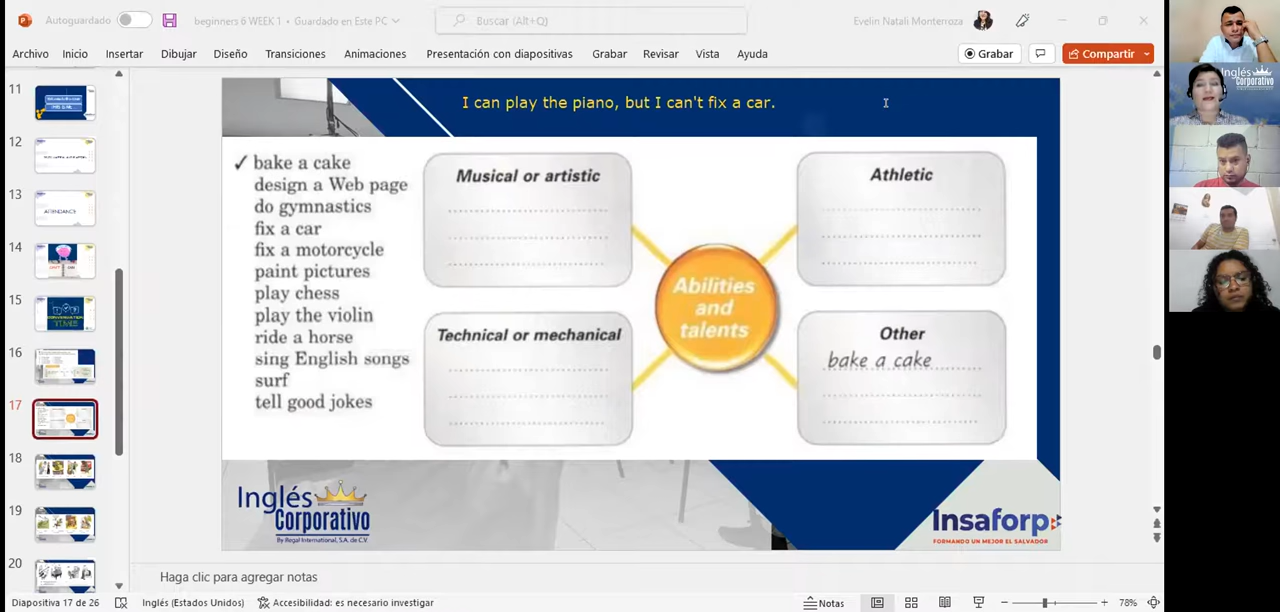 Autoguardado
beginners 6 WEEK 1 • Guardado en Este PC
Buscar (Alt+Q)
Evelin Natali Monterroza
Archivo Inicio Insertar Dibujar Diseño Transiciones Animaciones Presentación con diapositivas Grabar Revisar Vista Ayuda
Grabar
Compartir
11
12
13
ATTENDANCE
14
15
16
17
18
19
20
I can play the piano, but I can't fix a car.
✓ bake a cake
design a Web page
do gymnastics
fix a car
fix a motorcycle
paint pictures
play chess
play the violin
ride a horse
sing English songs
surf
tell good jokes
Musical or artistic
Athletic
Abilities
and
talents
Technical or mechanical
Other
bake a cake
Inglés
Corporativo
By Regal International, S.A. de C.V.
Insaforp
FORMANDO UN MEJOR EL SALVADOR
Haga clic para agregar notas
Diapositiva 17 de 26
Inglés (Estados Unidos)
Accesibilidad: es necesario investigar
Notas
78%
Inglés
Corporativo